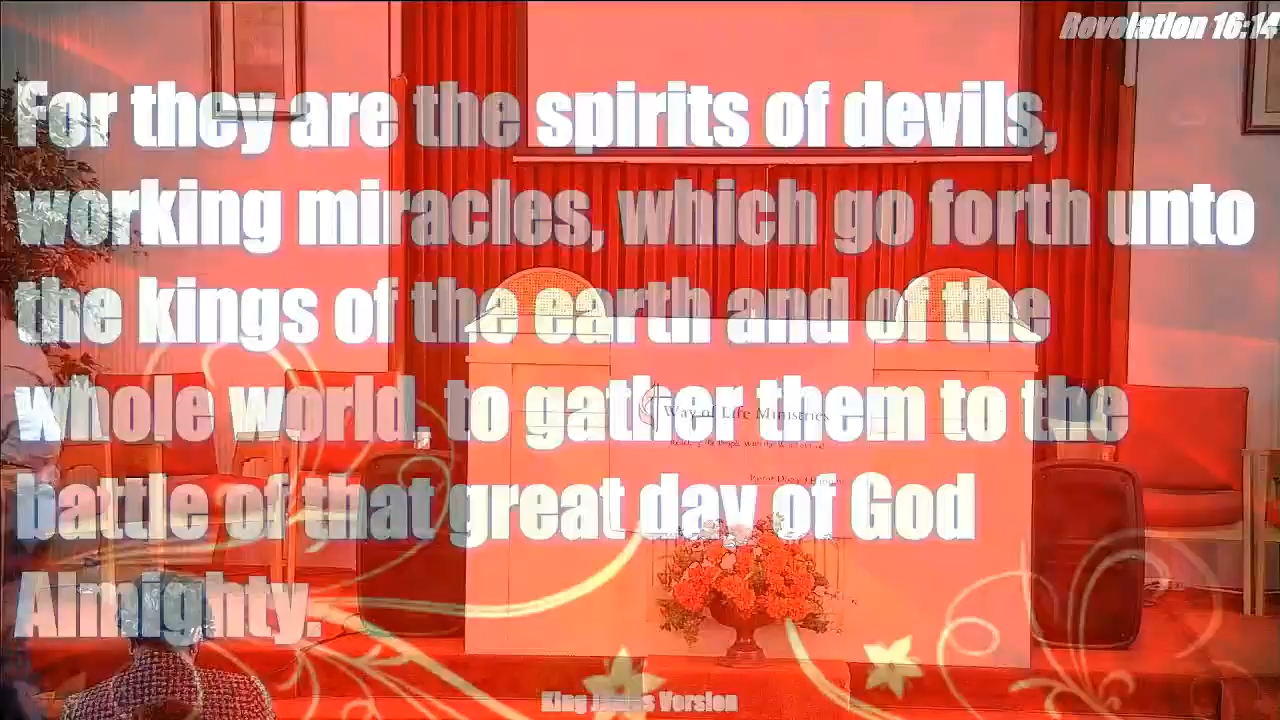 Revelation 16:14
For they are the spirits of devils,
working miracles, which go forth unto
the kings of the earth and of the
whole world, to gather them to the
battle of that great day of God
Almighty.
Way of Life Ministries
King James Version